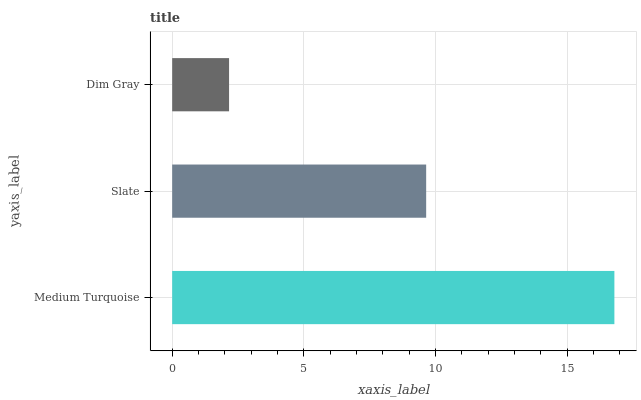 title
Dim Gray
Slate
Medium Turquoise
yaxis_label
0 5 10 15
xaxis_label